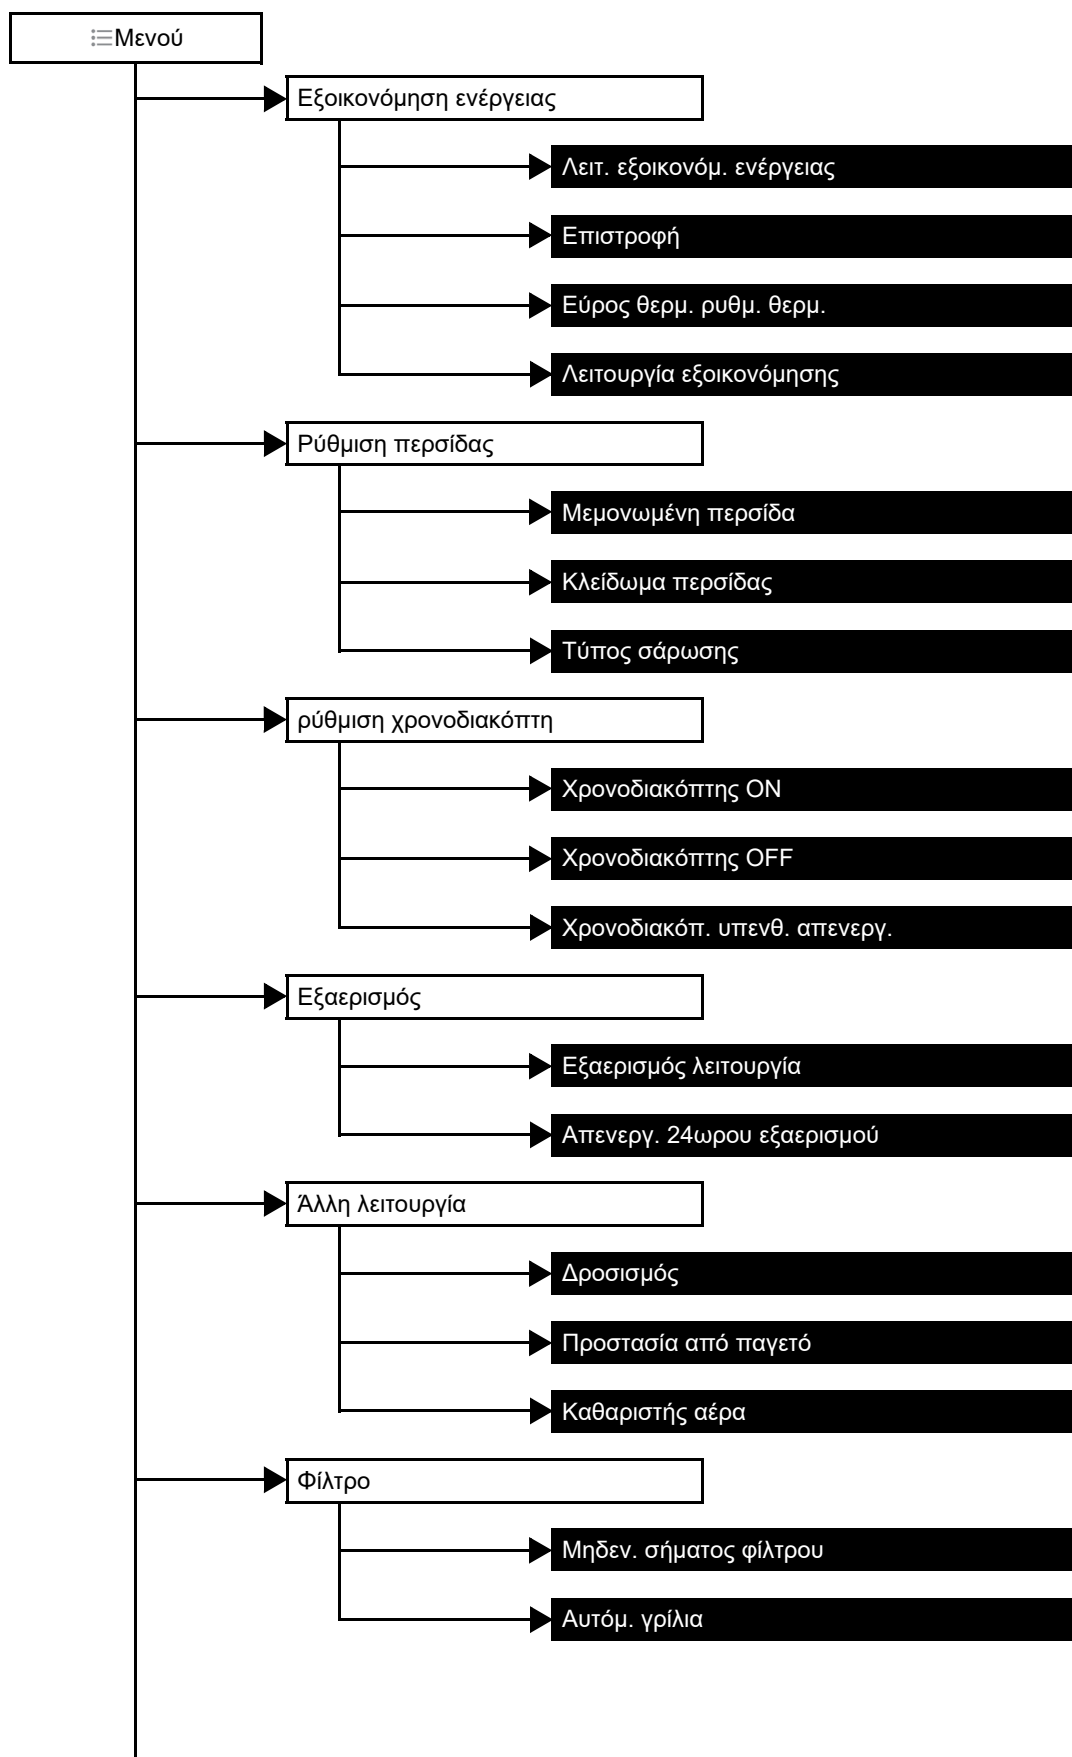 Μενού
Εξοικονόμηση ενέργειας
Λειτ. εξοικονόμ. ενέργειας
Επιστροφή
Εύρος θερμ. ρυθμ. θερμ.
Λειτουργία εξοικονόμησης
Ρύθμιση περσίδας
Μεμονωμένη περσίδα
Κλείδωμα περσίδας
Τύπος σάρωσης
ρύθμιση χρονοδιακόπτη
Χρονοδιακόπτης ON
Χρονοδιακόπτης OFF
Χρονοδιακόπ. υπενθ. απενεργ.
Εξαερισμός
Εξαερισμός λειτουργία
Απενεργ. 24ωρου εξαερισμού
Άλλη λειτουργία
Δροσισμός
Προστασία από παγετό
Καθαριστής αέρα
Φίλτρο
Μηδεν. σήματος φίλτρου
Αυτόμ. γρίλια